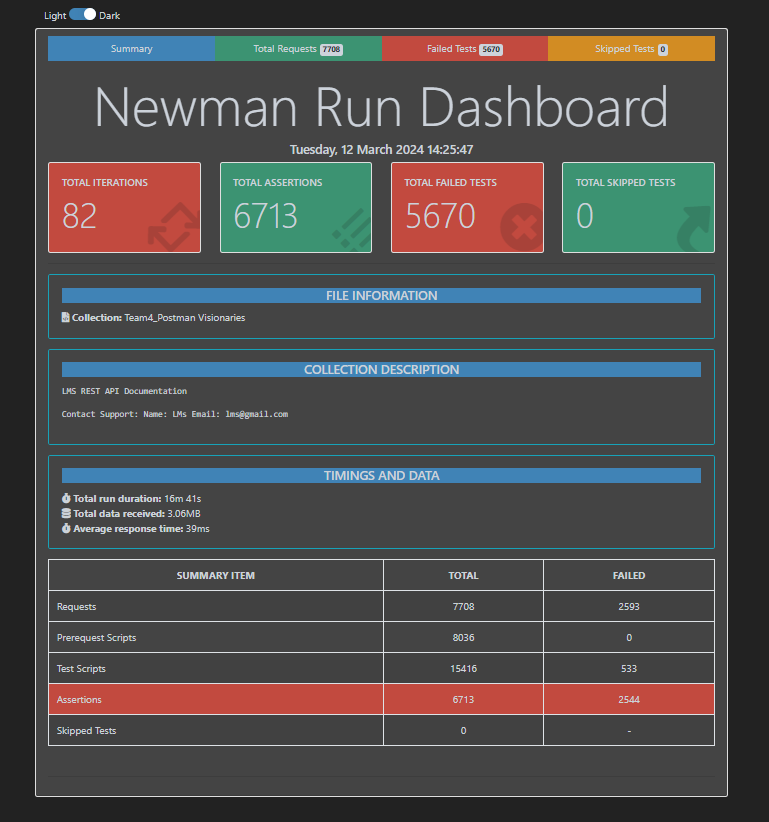 Light Dark
Summary Total Requests 7708 Failed Tests 5670 Skipped Tests 0
Newman Run Dashboard
Tuesday, 12 March 2024 14:25:47
TOTAL ITERATIONS TOTAL ASSERTIONS TOTAL FAILED TESTS TOTAL SKIPPED TESTS
82 6713 5670 0
FILE INFORMATION
Collection: Team4_Postman Visionaries
COLLECTION DESCRIPTION
LMS REST API Documentation
Contact Support: Name: LMs Email: lms@gmail.com
TIMINGS AND DATA
Total run duration: 16m 41s
Total data received: 3.06MB
Average response time: 39ms
SUMMARY ITEM TOTAL FAILED
Requests 7708 2593
Prerequest Scripts 8036 0
Test Scripts 15416 533
Assertions 6713 2544
Skipped Tests 0 -